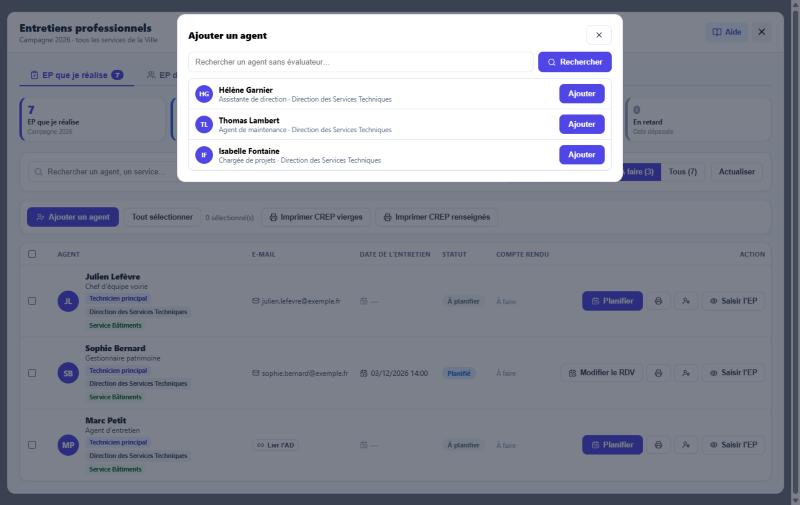 Entretiens professionnels
Campagne 2026 · tous les services de la Ville
Aide
EP que je réalise 7
EP d
7
EP que je réalise
Campagne 2026
0
En retard
Date dépassée
Ajouter un agent
Rechercher un agent sans évaluateur...
Rechercher
HG
Hélène Garnier
Assistante de direction · Direction des Services Techniques
Ajouter
TL
Thomas Lambert
Agent de maintenance · Direction des Services Techniques
Ajouter
IF
Isabelle Fontaine
Chargée de projets · Direction des Services Techniques
Ajouter
Rechercher un agent, un service...
faire (3)
Tous (7)
Actualiser
Ajouter un agent
Tout sélectionner
0 sélectionné(s)
Imprimer CREP vierges
Imprimer CREP renseignés
AGENT E-MAIL DATE DE L'ENTRETIEN STATUT COMPTE RENDU ACTION
JL
Julien Lefèvre
Chef d'équipe voirie
Technicien principal
Direction des Services Techniques
Service Bâtiments
julien.lefevre@exemple.fr
—
À planifier
À faire
Planifier
Saisir l'EP
SB
Sophie Bernard
Gestionnaire patrimoine
Technicien principal
Direction des Services Techniques
Service Bâtiments
sophie.bernard@exemple.fr
03/12/2026 14:00
Planifié
À faire
Modifier le RDV
Saisir l'EP
MP
Marc Petit
Agent d'entretien
Technicien principal
Direction des Services Techniques
Service Bâtiments
Lier l'AD
—
À planifier
À faire
Planifier
Saisir l'EP